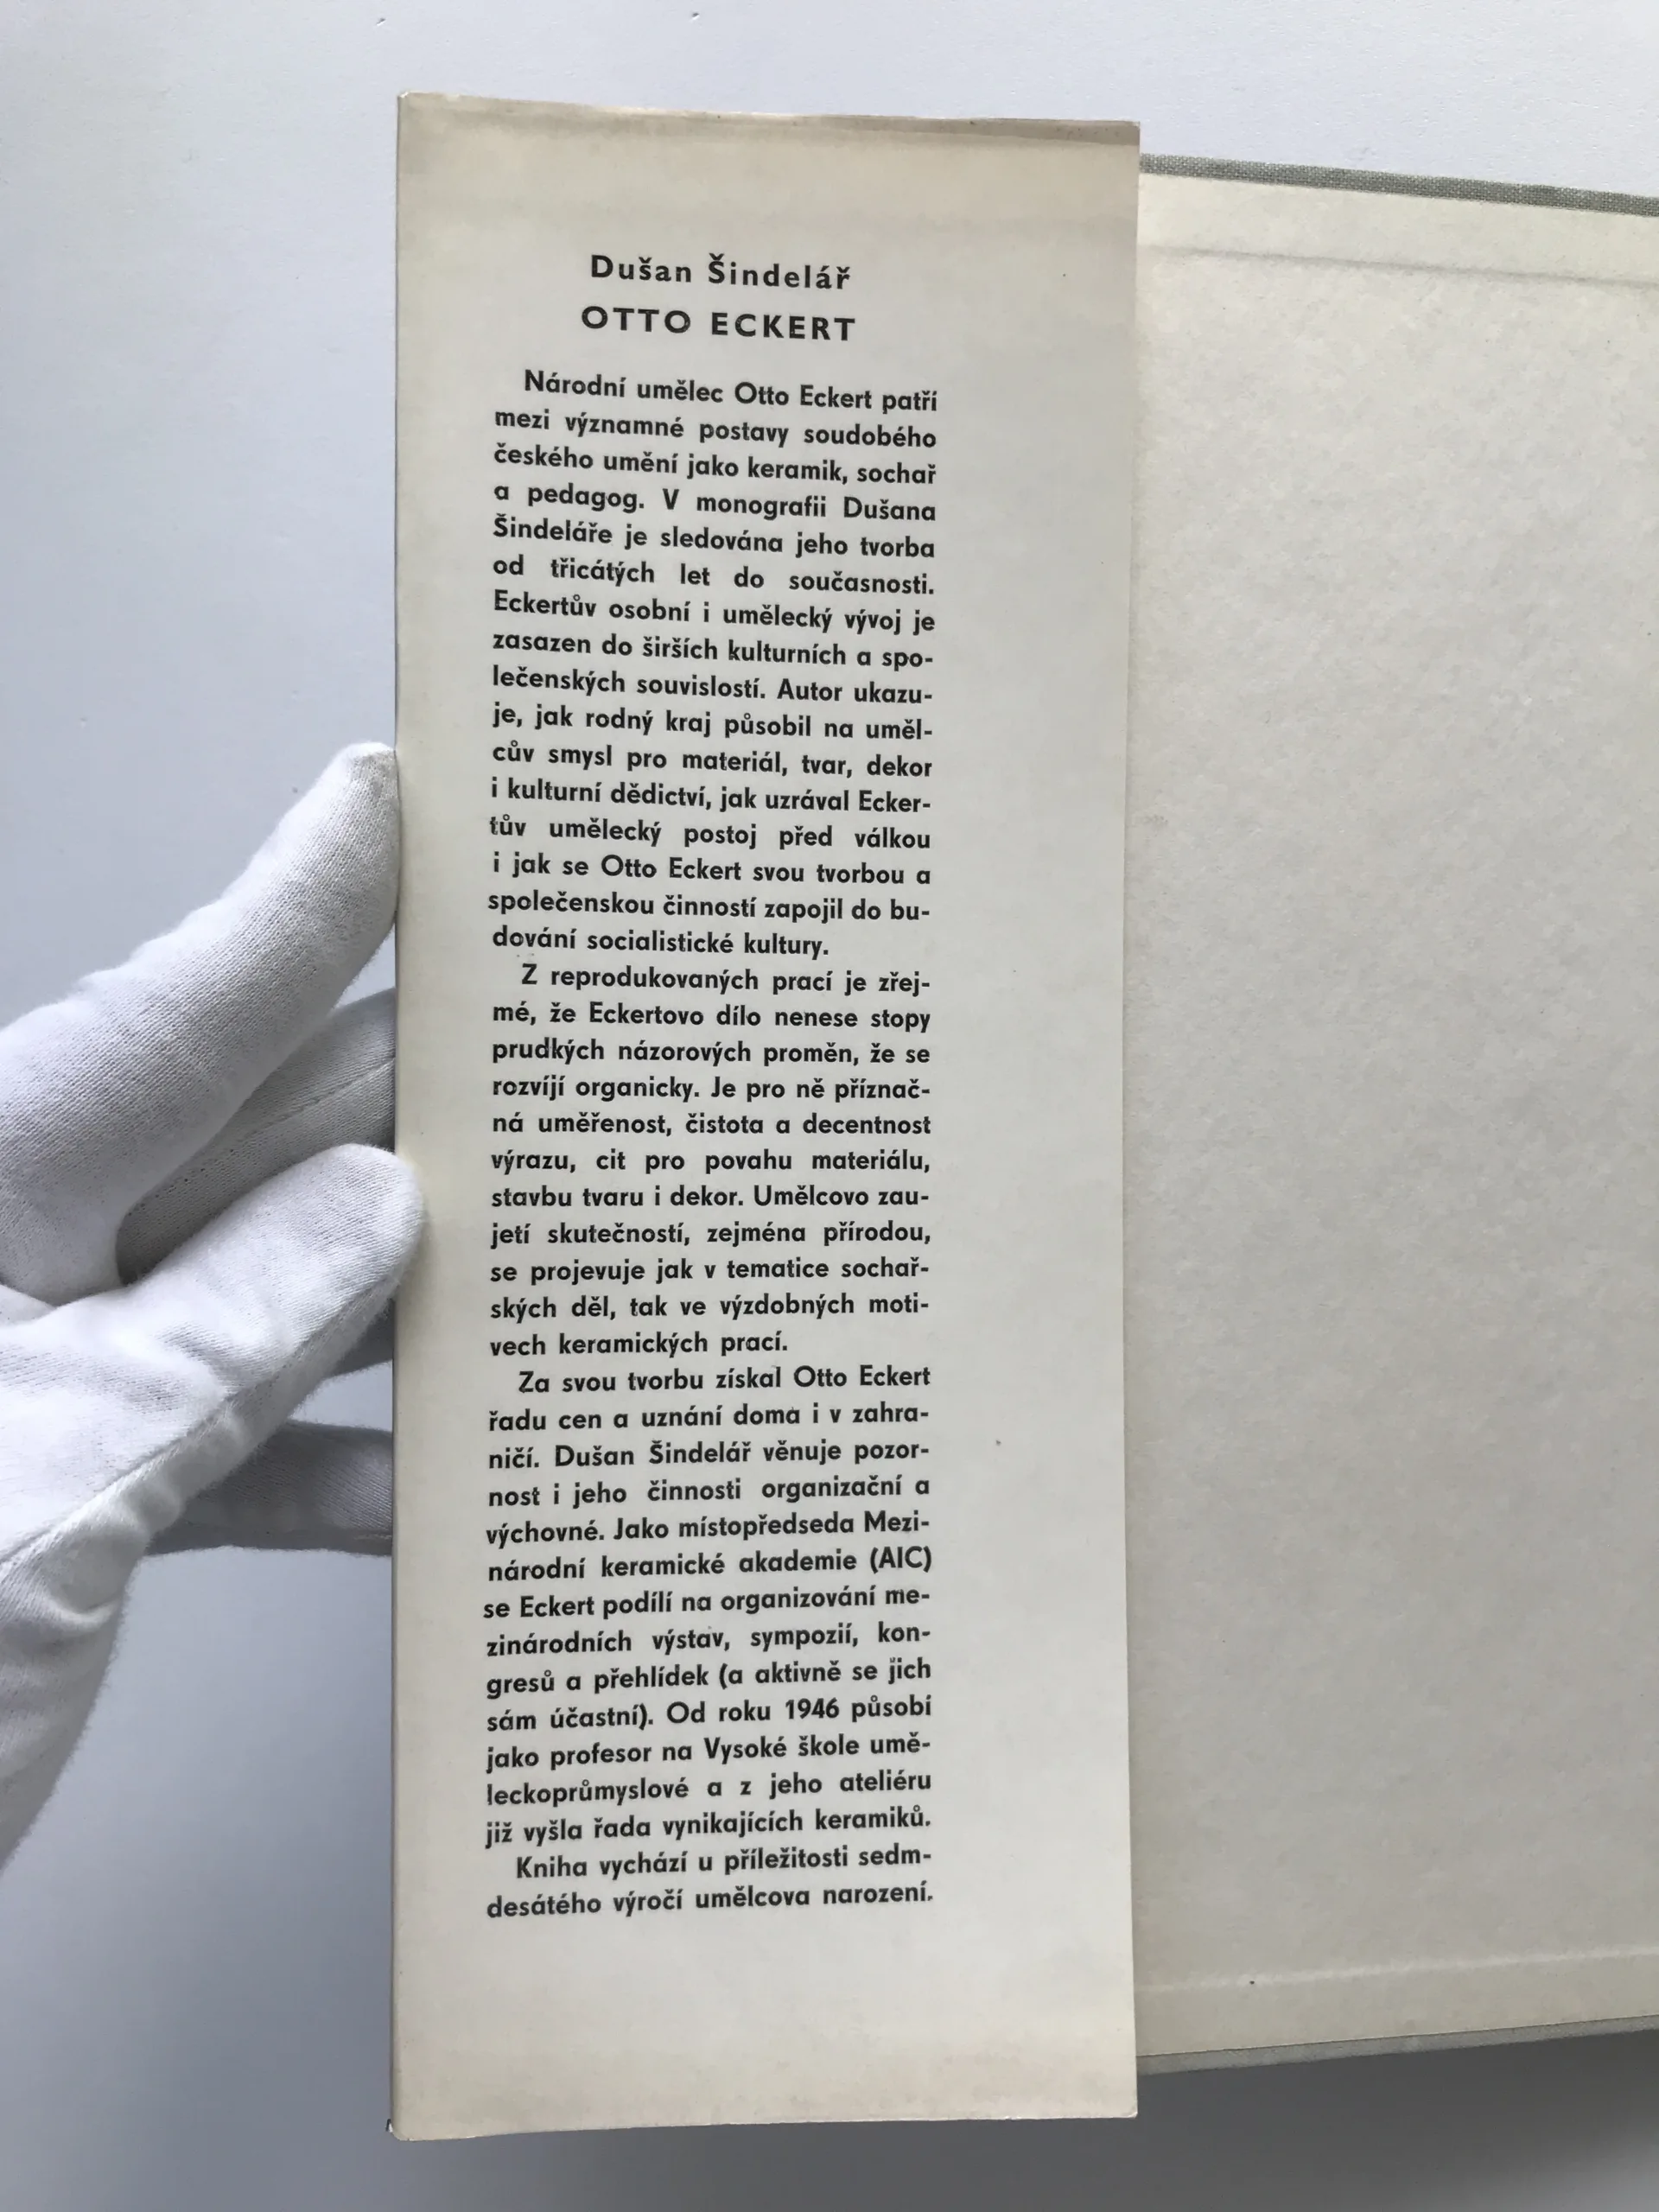 Dušan Šindelář
OTTO ECKERT
Národní umělec Otto Eckert patří
mezi významné postavy soudobého
českého umění jako keramik, sochař
a pedagog. V monografii Dušana
Šindeláře je sledována jeho tvorba
od třicátých let do současnosti.
Eckertův osobní i umělecký vývoj je
zasazen do širších kulturních a spo-
lečenských souvislostí. Autor ukazu-
je, jak rodný kraj působil na uměl-
cův smysl pro materiál, tvar, dekor
i kulturní dědictví, jak uzrával Ecker-
tův umělecký postoj před válkou
i jak se Otto Eckert svou tvorbou a
společenskou činností zapojil do bu-
dování socialistické kultury.
Z reprodukovaných prací je zřej-
mé, že Eckertovo dílo nenese stopy
prudkých názorových proměn, že se
rozvíjí organicky. Je pro ně příznač-
ná uměřenost, čistota a decentnost
výrazu, cit pro povahu materiálu,
stavbu tvaru i dekor. Umělcovo zau-
jetí skutečností, zejména přírodou,
se projevuje jak v tematice sochař-
ských děl, tak ve výzdobných moti-
vech keramických prací.
Za svou tvorbu získal Otto Eckert
řadu cen a uznání doma i v zahra-
ničí. Dušan Šindelář věnuje pozor-
nost i jeho činnosti organizační a
výchovné. Jako místopředseda Mezi-
národní keramické akademie (AIC)
se Eckert podílí na organizování me-
zinárodních výstav, sympozií, kon-
gresů a přehlídek (a aktivně se jich
sám účastní). Od roku 1946 působí
jako profesor na Vysoké škole umě-
leckoprůmyslové a z jeho ateliéru
již vyšla řada vynikajících keramiků.
Kniha vychází u příležitosti sedm-
desátého výročí umělcova narození.